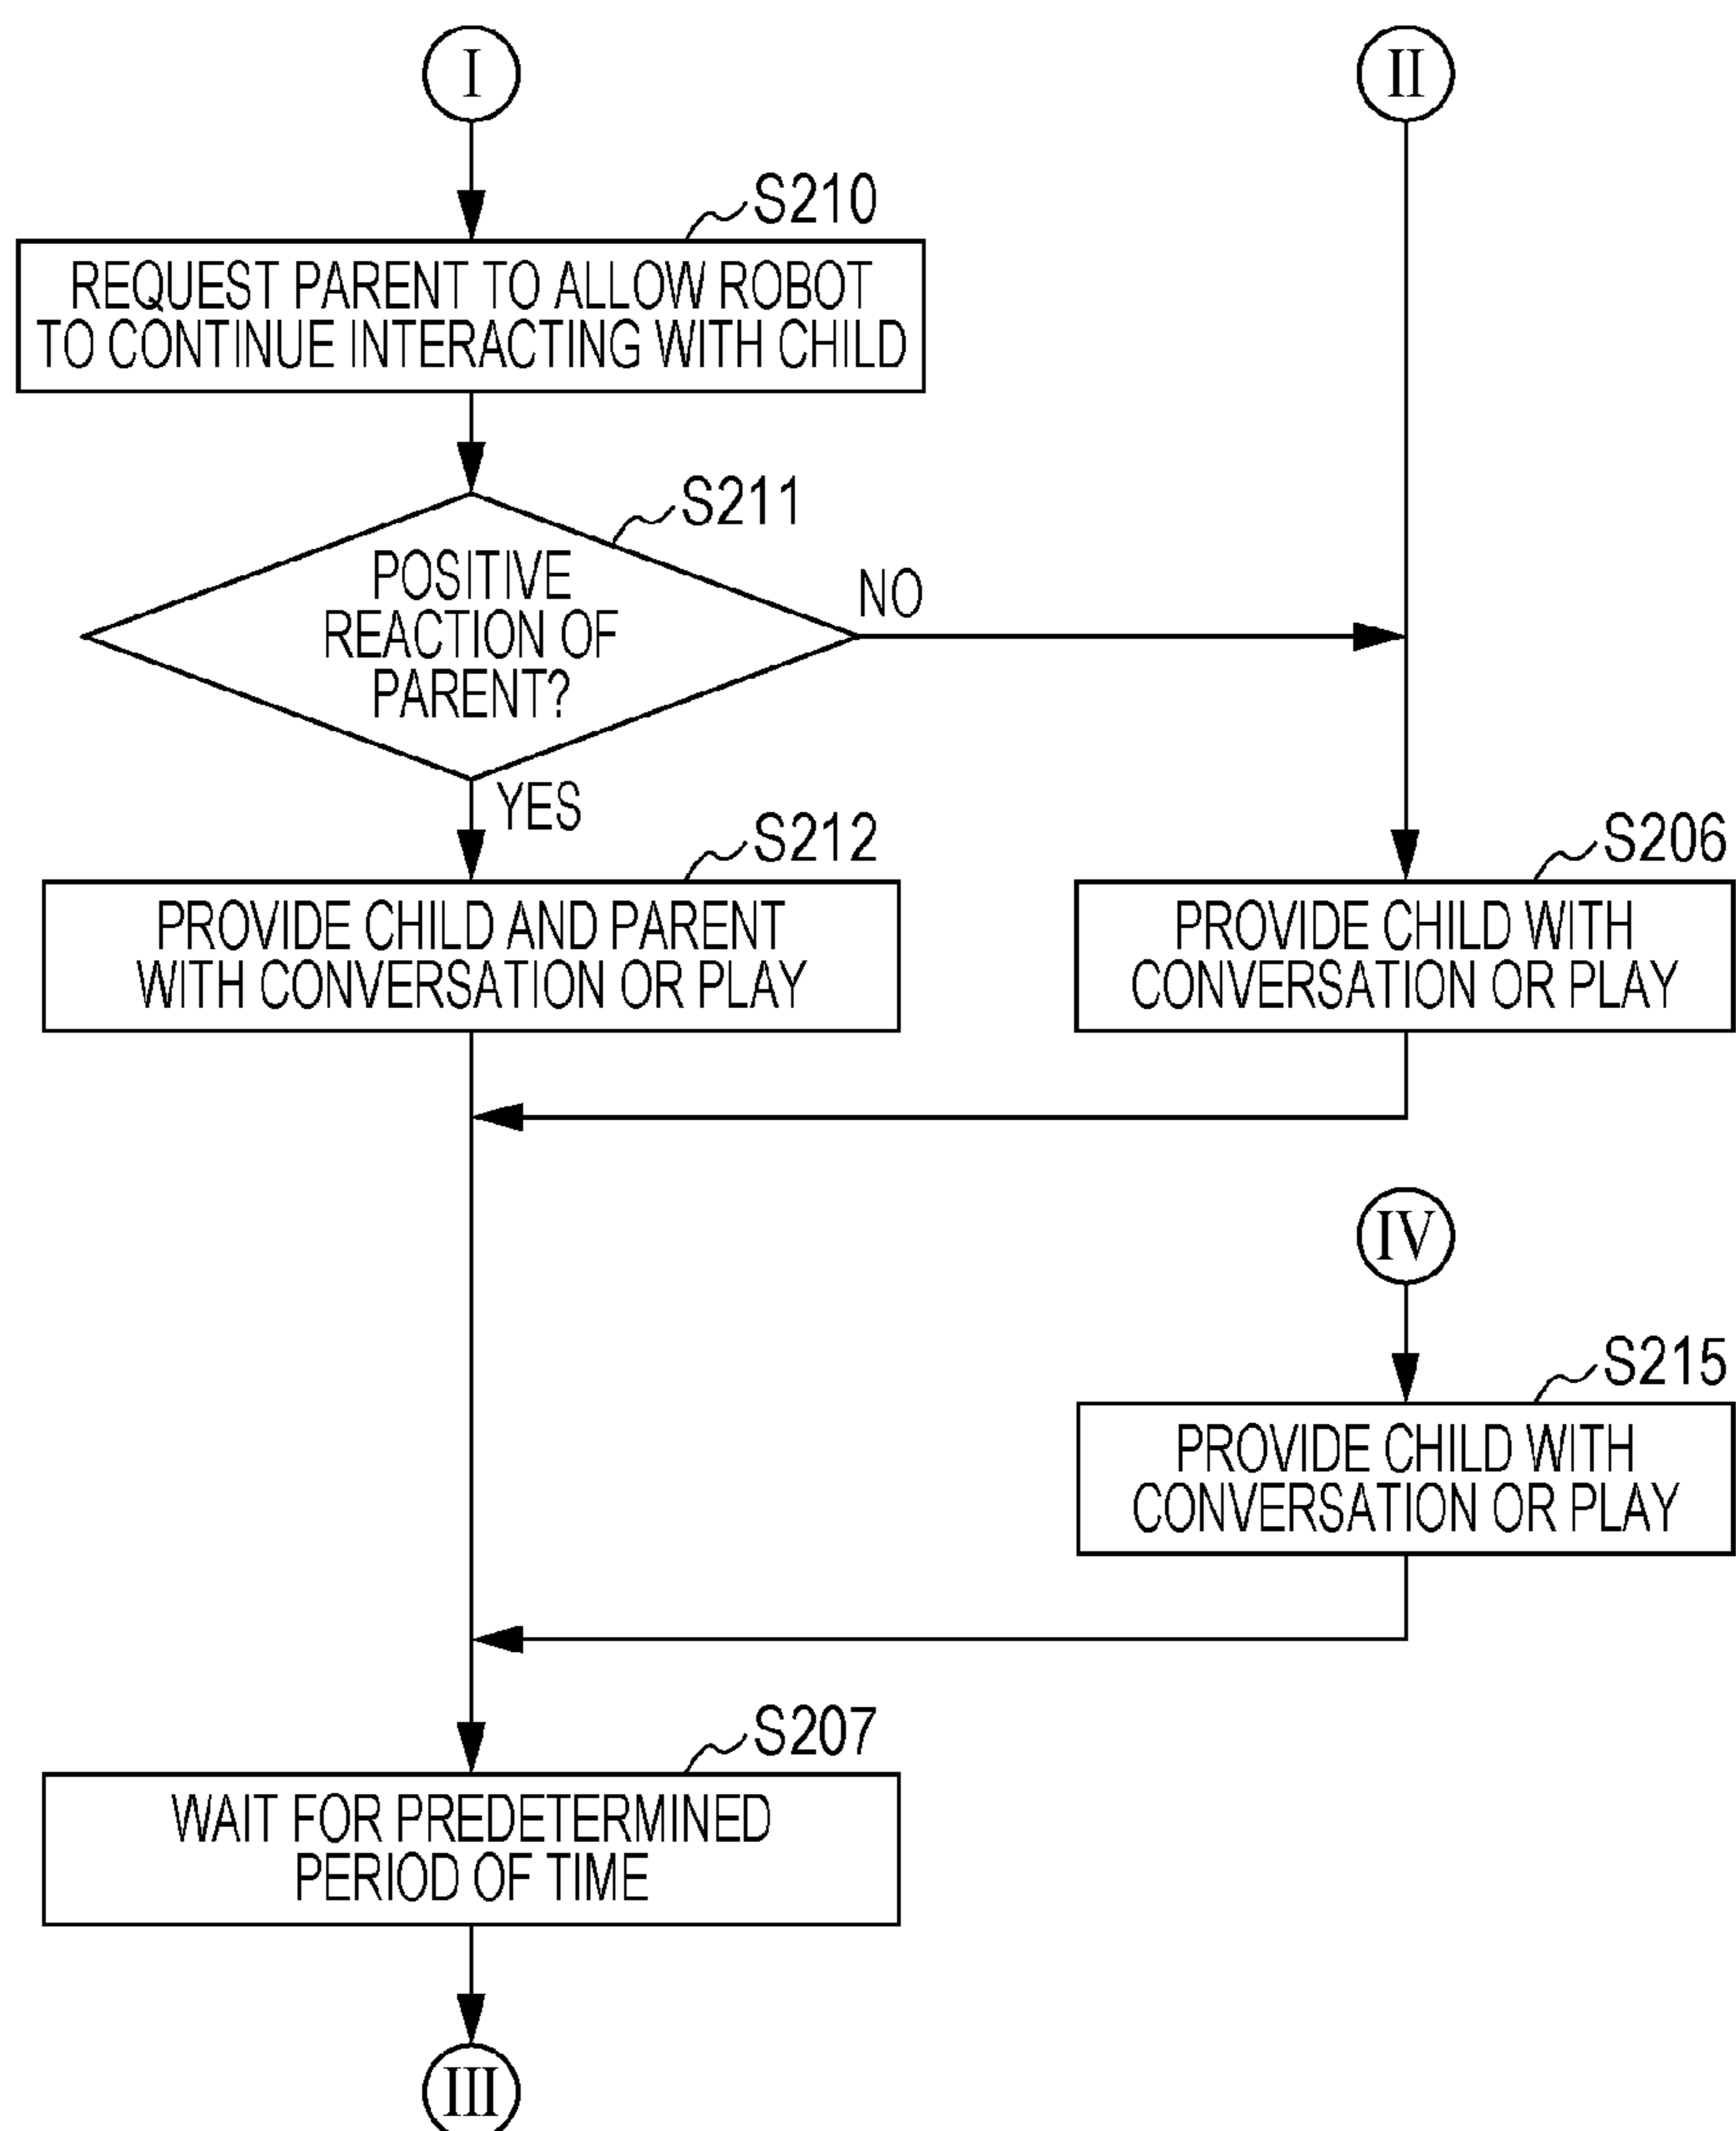 I
II
S210
REQUEST PARENT TO ALLOW ROBOT
TO CONTINUE INTERACTING WITH CHILD
S211
POSITIVE
REACTION OF
PARENT?
NO
YES
S212
PROVIDE CHILD AND PARENT
WITH CONVERSATION OR PLAY
S206
PROVIDE CHILD WITH
CONVERSATION OR PLAY
IV
S215
PROVIDE CHILD WITH
CONVERSATION OR PLAY
S207
WAIT FOR PREDETERMINED
PERIOD OF TIME
III